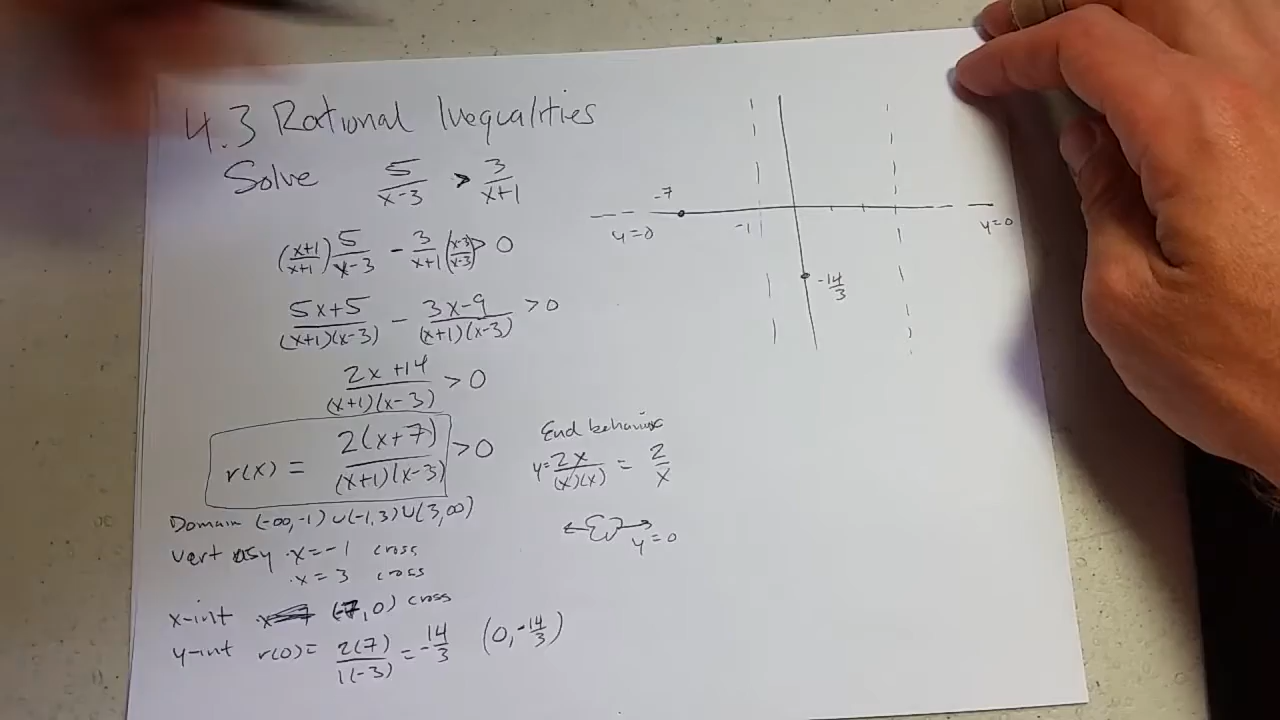 4.3 Rational Inequalities
Solve 5/(x-3) > 3/(x+1)
((x+1)/(x+1)) 5/(x-3) - 3/(x+1) ((x-3)/(x-3)) > 0
(5x+5)/((x+1)(x-3)) - (3x-9)/((x+1)(x-3)) > 0
(2x+14)/((x+1)(x-3)) > 0
r(x) = 2(x+7)/((x+1)(x-3)) > 0
Domain (-∞,-1)∪(-1,3)∪(3,∞)
vert asy ·x=-1 cross
·x=3 cross
x-int (-7,0) cross
y-int r(0)= 2(7)/(1(-3)) = -14/3 (0,-14/3)
End behavior
y= 2x/((x)(x)) = 2/x
y=0
-7
y=0
-1
y=0
-14/3